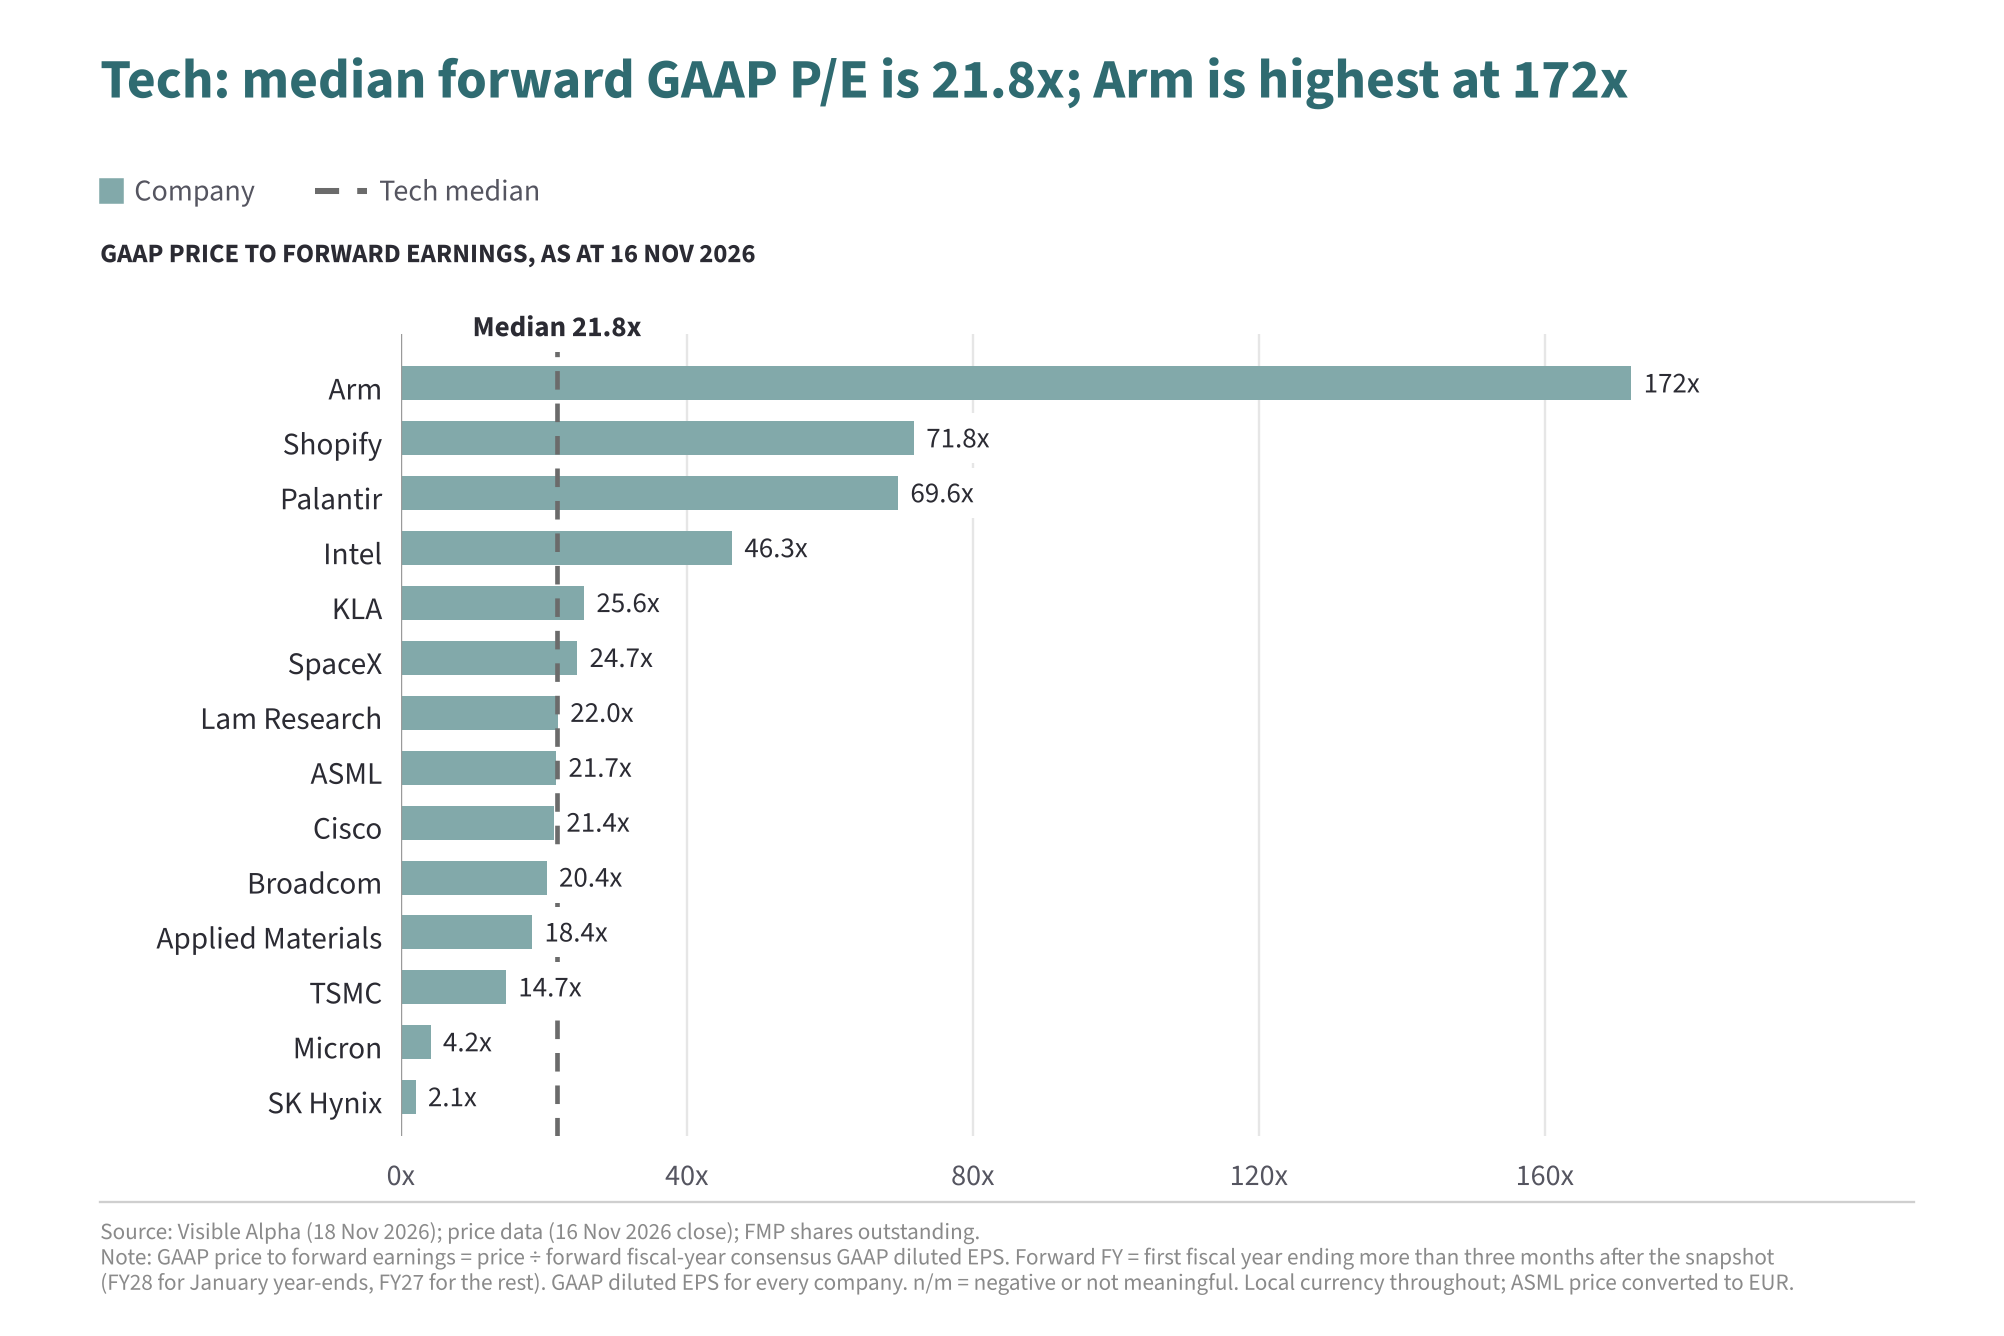 Tech: median forward GAAP P/E is 21.8x; Arm is highest at 172x
Company
Tech median
GAAP PRICE TO FORWARD EARNINGS, AS AT 16 NOV 2026
Median 21.8x
Arm 172x
Shopify 71.8x
Palantir 69.6x
Intel 46.3x
KLA 25.6x
SpaceX 24.7x
Lam Research 22.0x
ASML 21.7x
Cisco 21.4x
Broadcom 20.4x
Applied Materials 18.4x
TSMC 14.7x
Micron 4.2x
SK Hynix 2.1x
0x 40x 80x 120x 160x
Source: Visible Alpha (18 Nov 2026); price data (16 Nov 2026 close); FMP shares outstanding.
Note: GAAP price to forward earnings = price ÷ forward fiscal-year consensus GAAP diluted EPS. Forward FY = first fiscal year ending more than three months after the snapshot
(FY28 for January year-ends, FY27 for the rest). GAAP diluted EPS for every company. n/m = negative or not meaningful. Local currency throughout; ASML price converted to EUR.